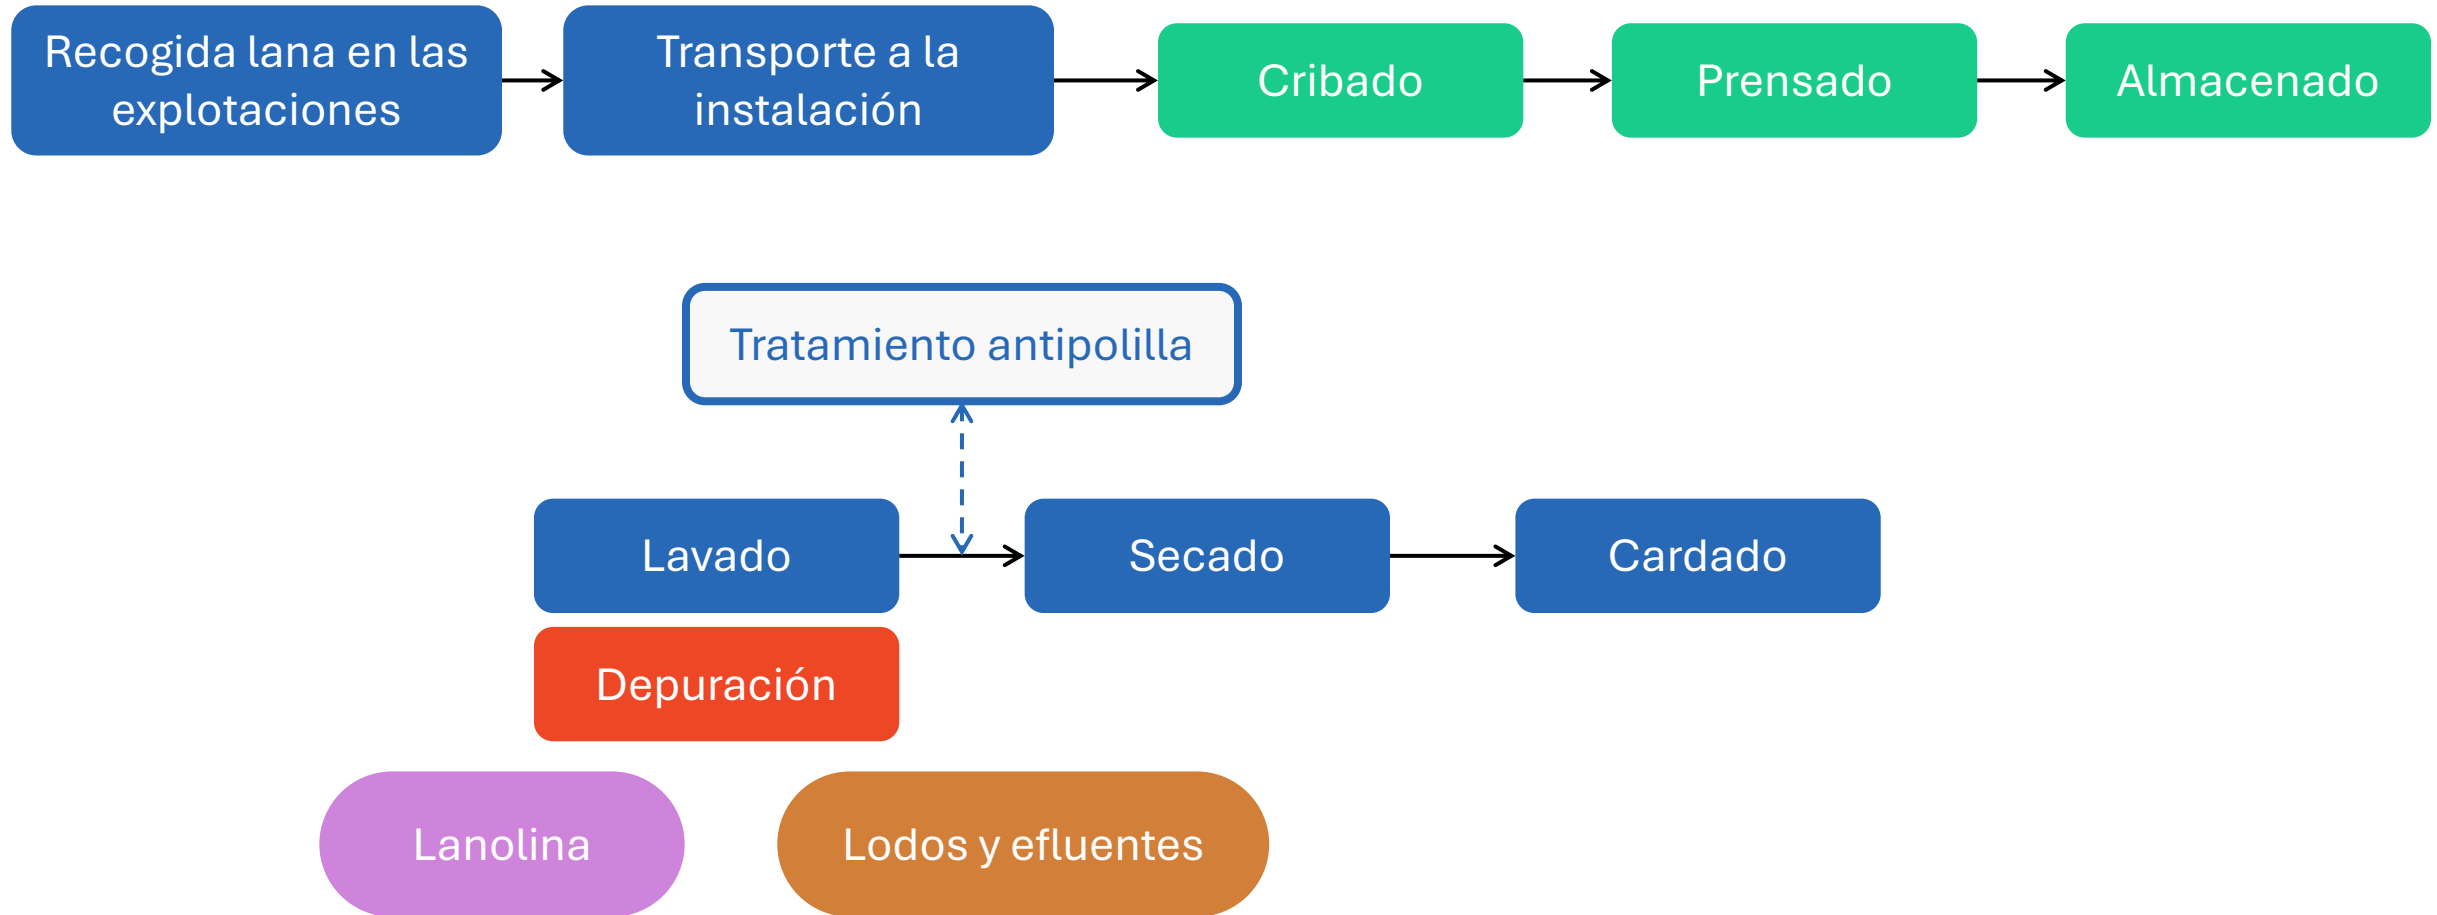 Recogida lana en las
explotaciones
Transporte a la
instalación
Cribado
Prensado
Almacenado
Tratamiento antipolilla
Lavado
Secado
Cardado
Depuración
Lanolina
Lodos y efluentes